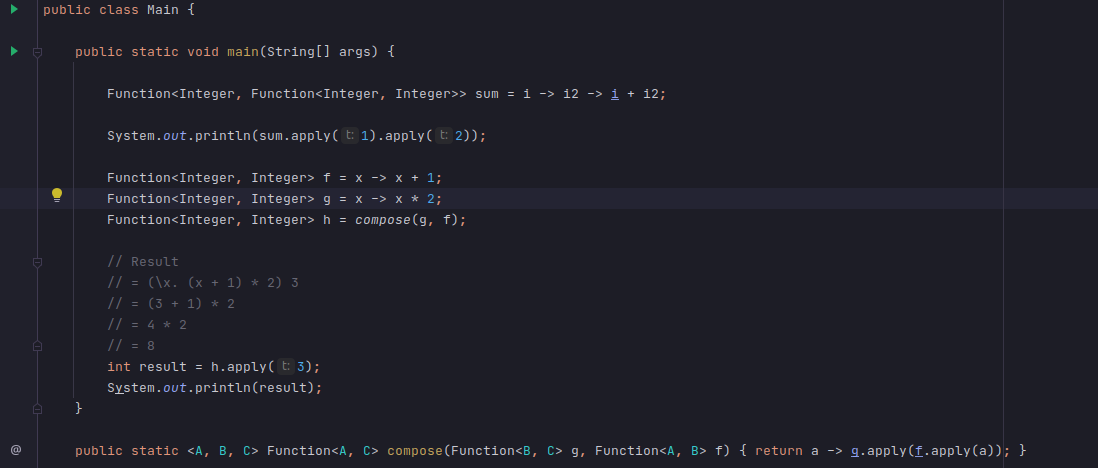 public class Main {
public static void main(String[] args) {
Function<Integer, Function<Integer, Integer>> sum = i -> i2 -> i + i2;
System.out.println(sum.apply( t: 1).apply( t: 2));
Function<Integer, Integer> f = x -> x + 1;
Function<Integer, Integer> g = x -> x * 2;
Function<Integer, Integer> h = compose(g, f);
// Result
// = (\x. (x + 1) * 2) 3
// = (3 + 1) * 2
// = 4 * 2
// = 8
int result = h.apply( t: 3);
System.out.println(result);
}
@ public static <A, B, C> Function<A, C> compose(Function<B, C> g, Function<A, B> f) { return a -> g.apply(f.apply(a)); }